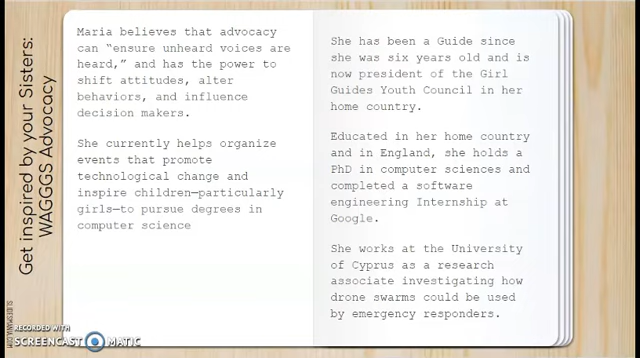 Get inspired by your Sisters:
WAGGGS Advocacy
Maria believes that advocacy
can “ensure unheard voices are
heard,” and has the power to
shift attitudes, alter
behaviors, and influence
decision makers.
She currently helps organize
events that promote
technological change and
inspire children—particularly
girls—to pursue degrees in
computer science
She has been a Guide since
she was six years old and is
now president of the Girl
Guides Youth Council in her
home country.
Educated in her home country
and in England, she holds a
PhD in computer sciences and
completed a software
engineering Internship at
Google.
She works at the University
of Cyprus as a research
associate investigating how
drone swarms could be used
by emergency responders.
SLIDESMANIA.COM
RECORDED WITH
SCREENCAST MATIC